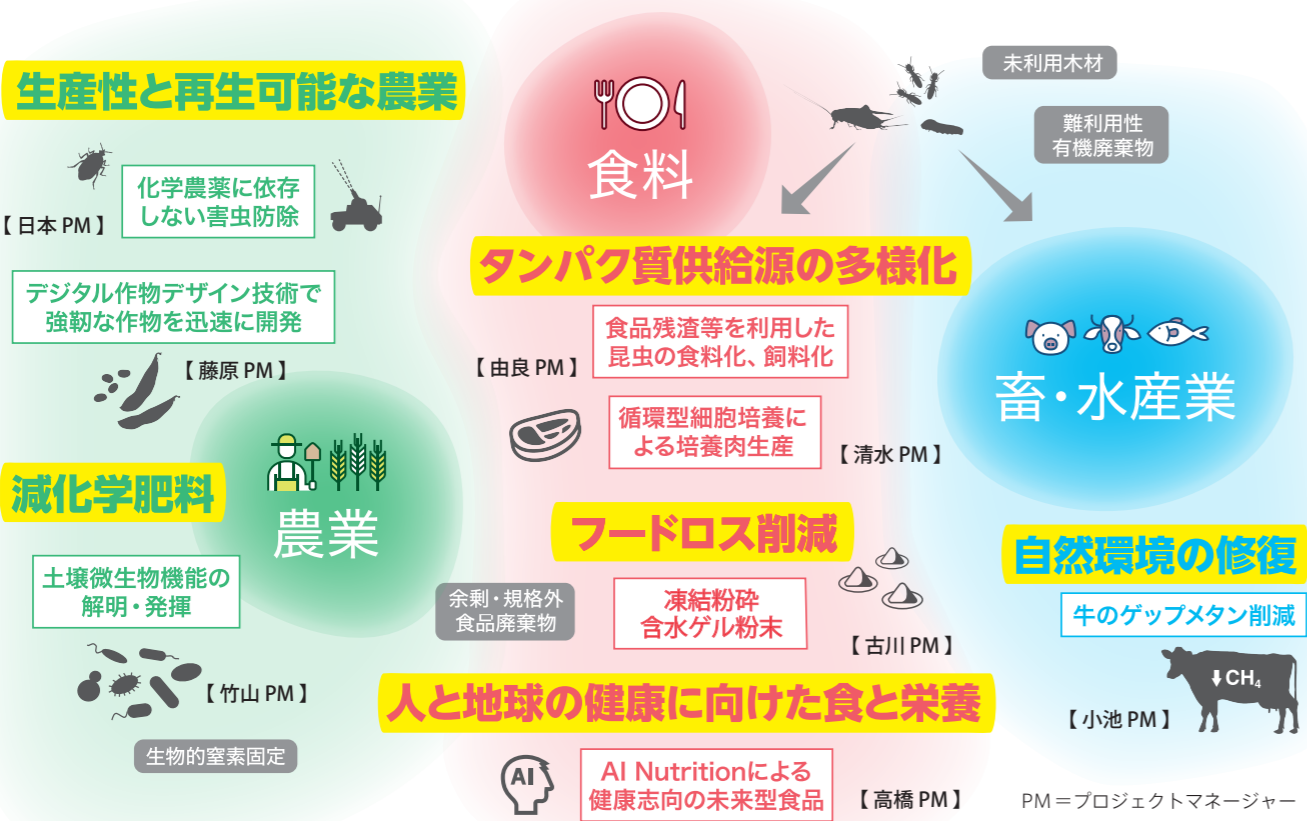 生産性と再生可能な農業
化学農薬に依存
しない害虫防除
【 日本 PM 】
デジタル作物デザイン技術で
強靭な作物を迅速に開発
【 藤原 PM 】
農業
減化学肥料
土壌微生物機能の
解明・発揮
【 竹山 PM 】
生物的窒素固定
食料
未利用木材
難利用性
有機廃棄物
タンパク質供給源の多様化
食品残渣等を利用した
昆虫の食料化、飼料化
【 由良 PM 】
循環型細胞培養に
よる培養肉生産
【 清水 PM 】
フードロス削減
余剰・規格外
食品廃棄物
凍結粉砕
含水ゲル粉末
【 古川 PM 】
人と地球の健康に向けた食と栄養
AI
AI Nutritionによる
健康志向の未来型食品
【 高橋 PM 】
畜・水産業
自然環境の修復
牛のゲップメタン削減
⬇CH₄
【 小池 PM 】
PM＝プロジェクトマネージャー